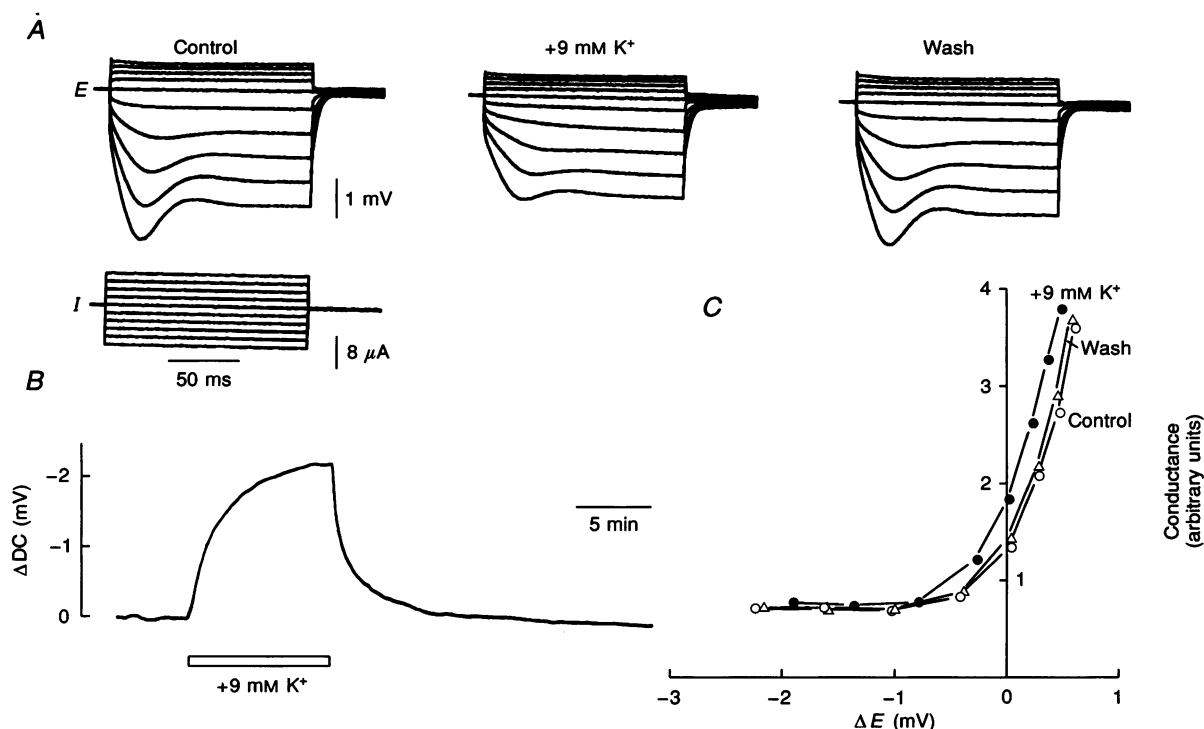 A
Control
+9 mM K⁺
Wash
E
1 mV
I
8 μA
50 ms
B
ΔDC (mV)
−2
−1
0
5 min
+9 mM K⁺
C
4
+9 mM K⁺
Wash
3
Control
2
1
Conductance
(arbitrary units)
−3
−2
−1
0
1
ΔE (mV)